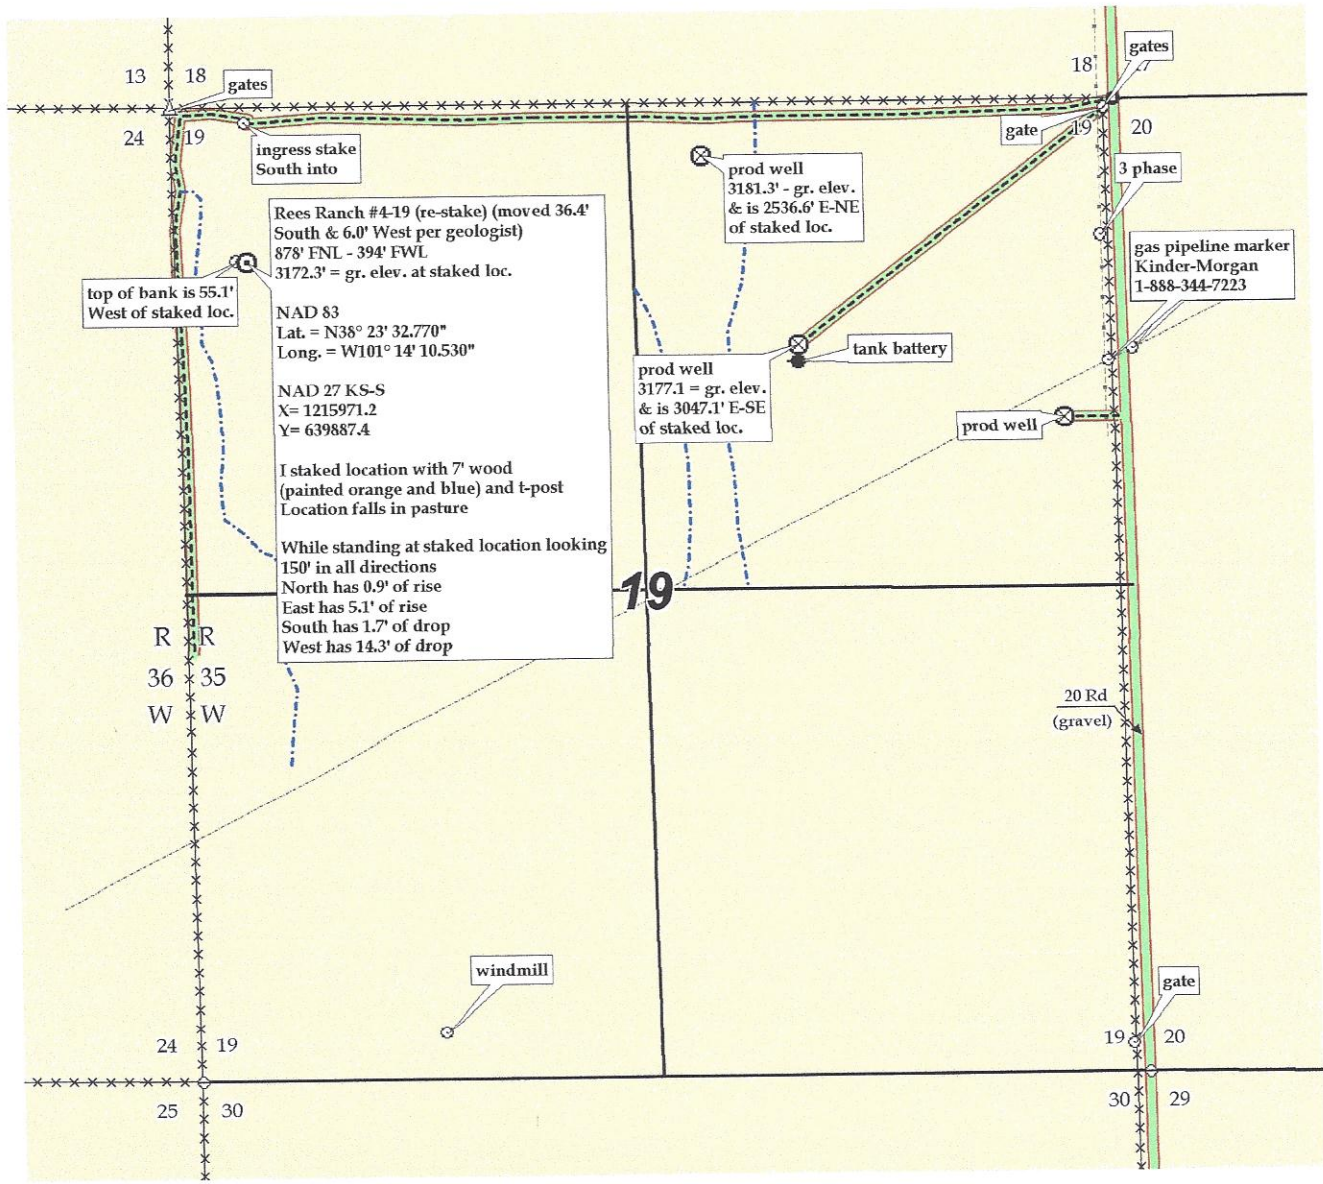 13
18
gates
24
19
ingress stake
South into
18
17
gates
gate
19
20
3 phase
prod well
3181.3' - gr. elev.
& is 2536.6' E-NE
of staked loc.
Rees Ranch #4-19 (re-stake) (moved 36.4'
South & 6.0' West per geologist)
878' FNL - 394' FWL
3172.3' = gr. elev. at staked loc.
NAD 83
Lat. = N38° 23' 32.770"
Long. = W101° 14' 10.530"
NAD 27 KS-S
X= 1215971.2
Y= 639887.4
I staked location with 7' wood
(painted orange and blue) and t-post
Location falls in pasture
While standing at staked location looking
150' in all directions
North has 0.9' of rise
East has 5.1' of rise
South has 1.7' of drop
West has 14.3' of drop
top of bank is 55.1'
West of staked loc.
gas pipeline marker
Kinder-Morgan
1-888-344-7223
tank battery
prod well
3177.1 = gr. elev.
& is 3047.1' E-SE
of staked loc.
prod well
19
R
R
36
35
W
W
20 Rd
(gravel)
windmill
gate
24
19
19
20
25
30
30
29